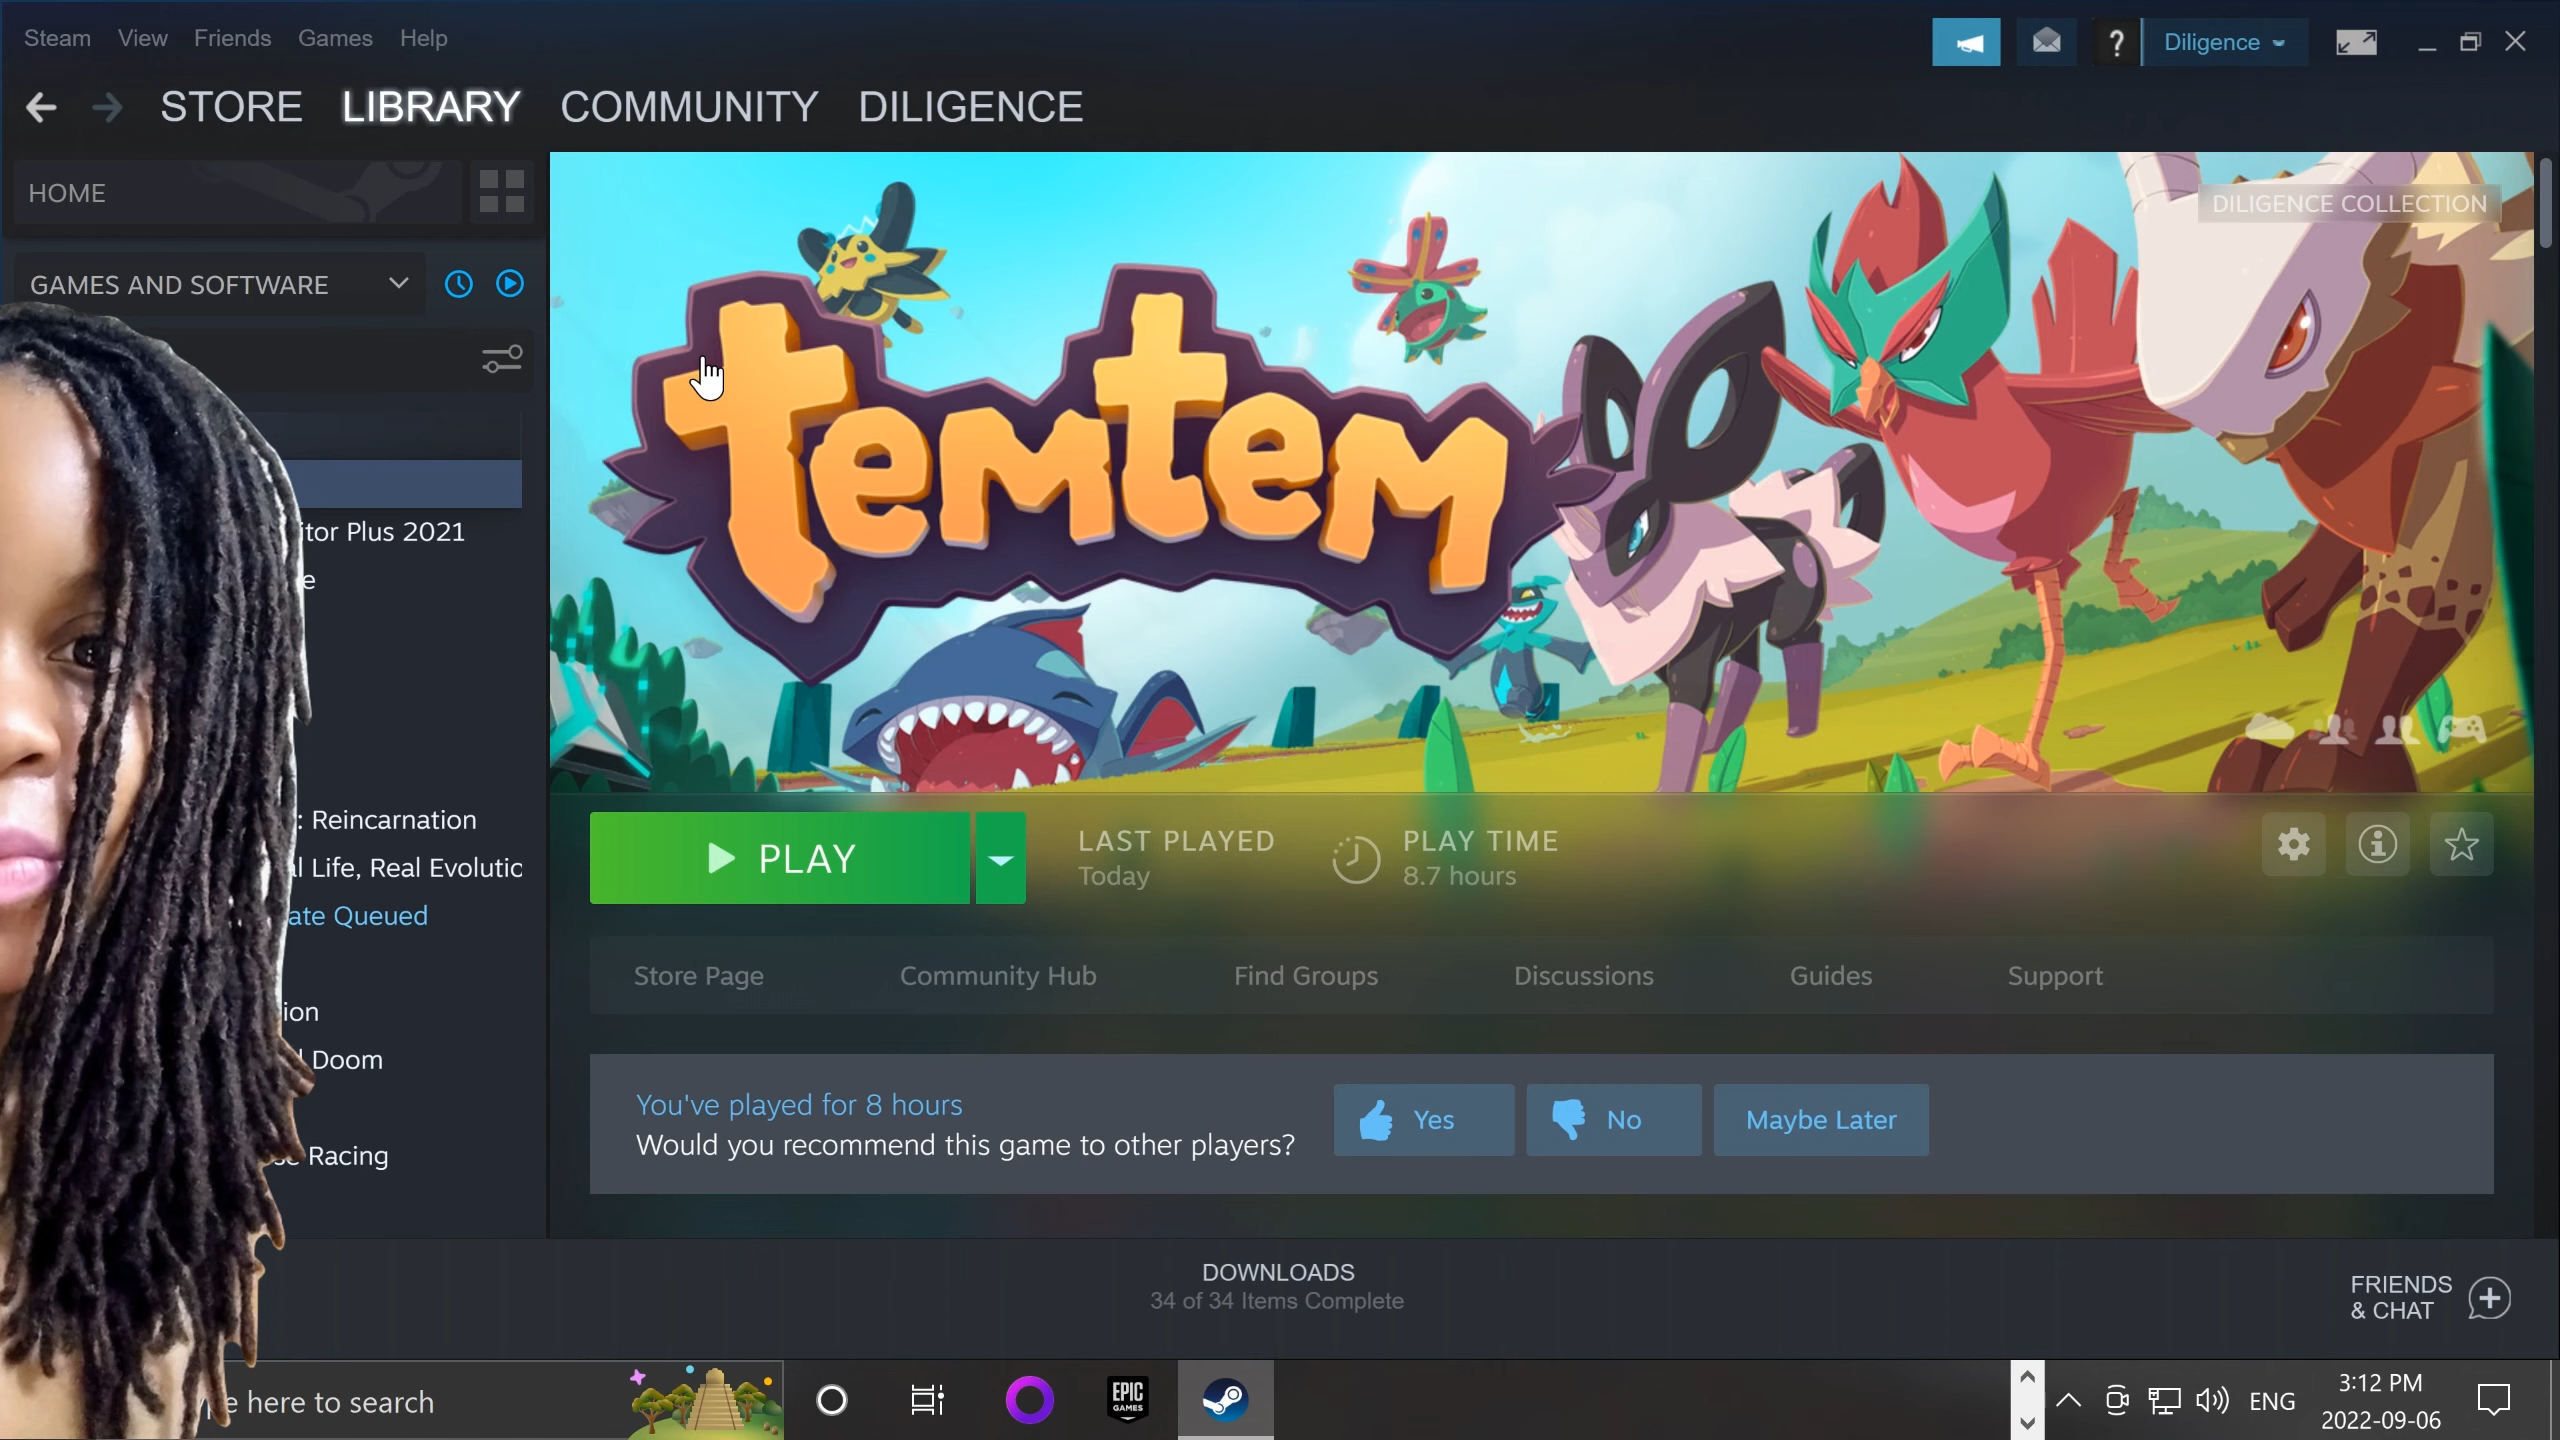 Steam View Friends Games Help
Diligence
STORE LIBRARY COMMUNITY DILIGENCE
HOME
GAMES AND SOFTWARE
DILIGENCE COLLECTION
temtem
itor Plus 2021
e
: Reincarnation
l Life, Real Evolutio
ate Queued
ion
Doom
Racing
PLAY
LAST PLAYED
Today
PLAY TIME
8.7 hours
Store Page Community Hub Find Groups Discussions Guides Support
You've played for 8 hours
Would you recommend this game to other players?
Yes No Maybe Later
DOWNLOADS
34 of 34 Items Complete
FRIENDS
& CHAT
e here to search
EPIC
GAMES
ENG
3:12 PM
2022-09-06